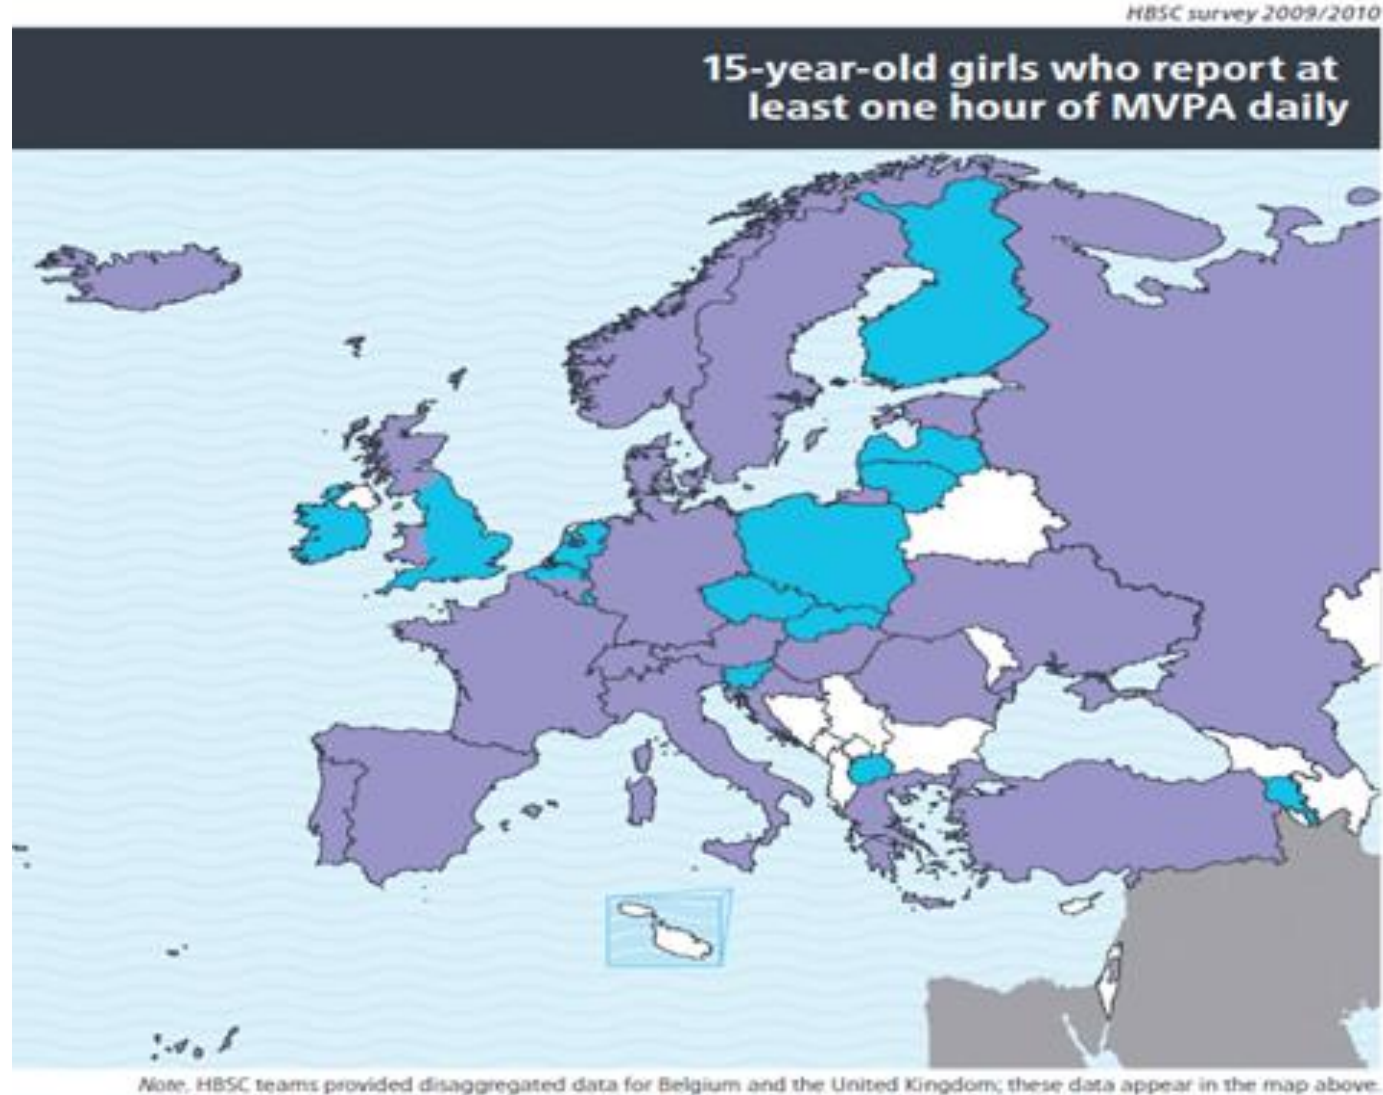 HBSC survey 2009/2010
15-year-old girls who report at
least one hour of MVPA daily
Note. HBSC teams provided disaggregated data for Belgium and the United Kingdom; these data appear in the map above.